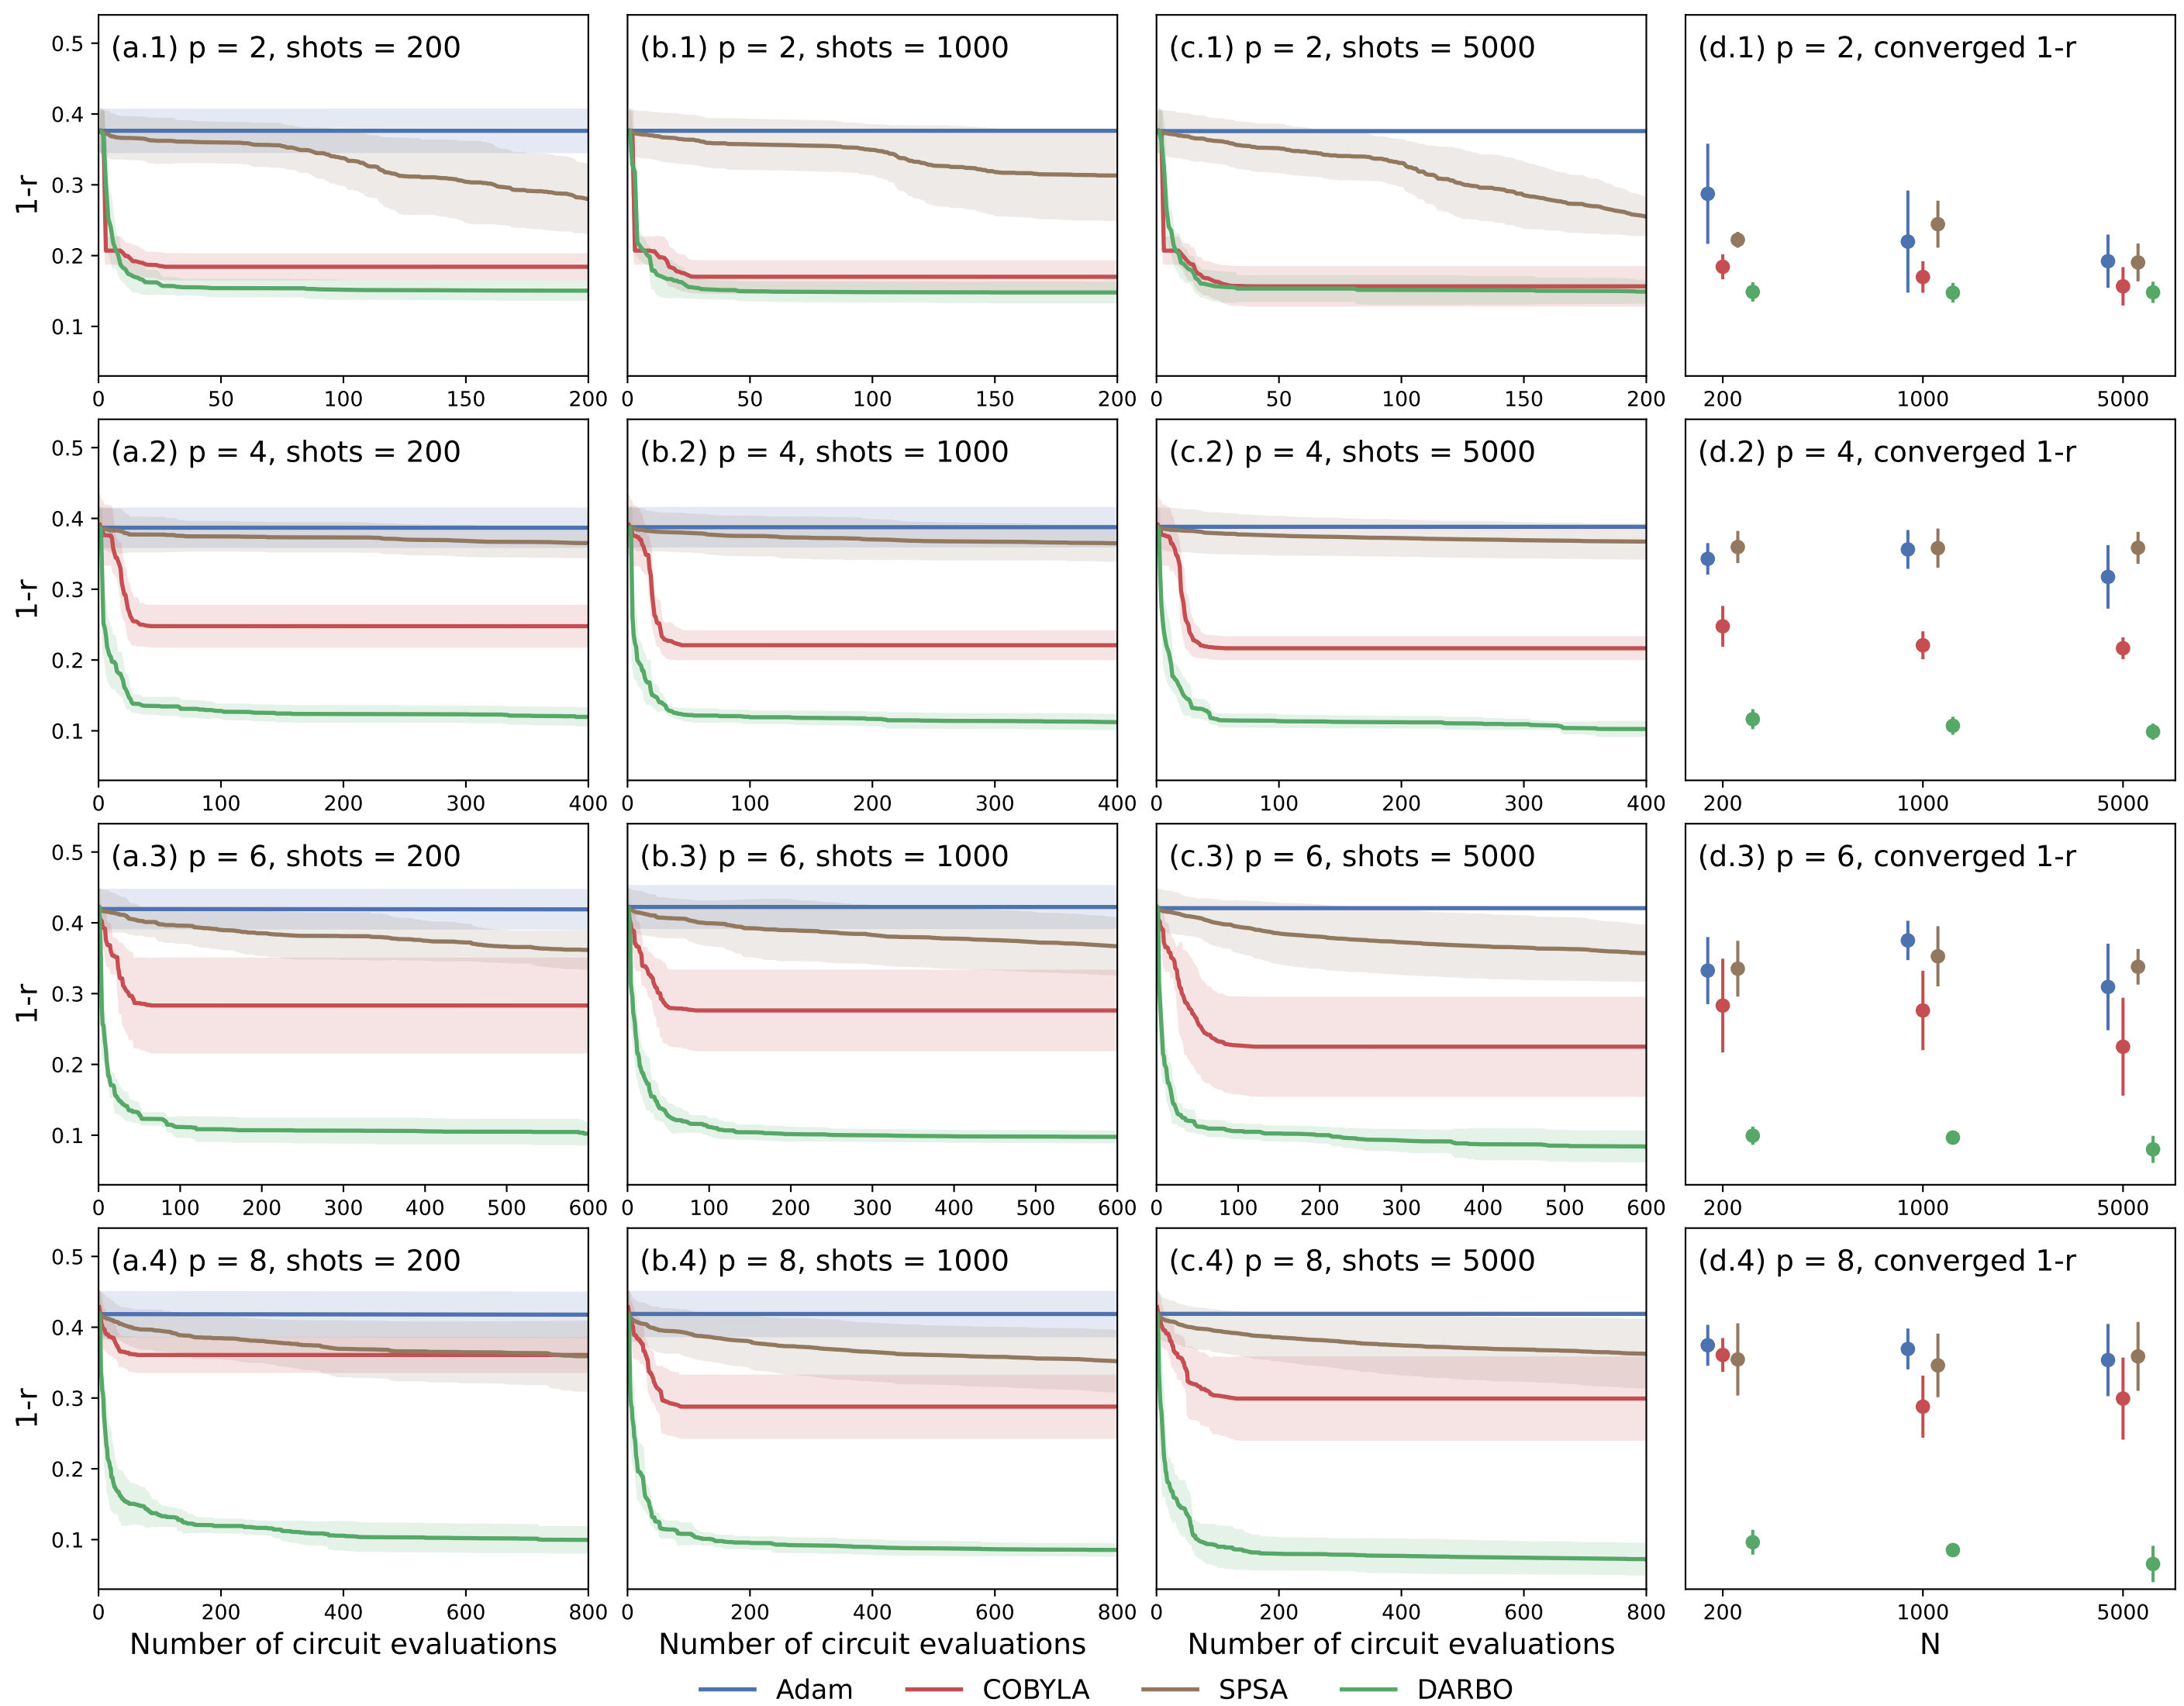 (a.1) p = 2, shots = 200
(b.1) p = 2, shots = 1000
(c.1) p = 2, shots = 5000
(d.1) p = 2, converged 1-r
1-r
0.5
0.4
0.3
0.2
0.1
0 50 100 150 200
0 50 100 150 200
0 50 100 150 200
200 1000 5000
(a.2) p = 4, shots = 200
(b.2) p = 4, shots = 1000
(c.2) p = 4, shots = 5000
(d.2) p = 4, converged 1-r
1-r
0.5
0.4
0.3
0.2
0.1
0 100 200 300 400
0 100 200 300 400
0 100 200 300 400
200 1000 5000
(a.3) p = 6, shots = 200
(b.3) p = 6, shots = 1000
(c.3) p = 6, shots = 5000
(d.3) p = 6, converged 1-r
1-r
0.5
0.4
0.3
0.2
0.1
0 100 200 300 400 500 600
0 100 200 300 400 500 600
0 100 200 300 400 500 600
200 1000 5000
(a.4) p = 8, shots = 200
(b.4) p = 8, shots = 1000
(c.4) p = 8, shots = 5000
(d.4) p = 8, converged 1-r
1-r
0.5
0.4
0.3
0.2
0.1
0 200 400 600 800
0 200 400 600 800
0 200 400 600 800
200 1000 5000
Number of circuit evaluations
Number of circuit evaluations
Number of circuit evaluations
N
Adam COBYLA SPSA DARBO